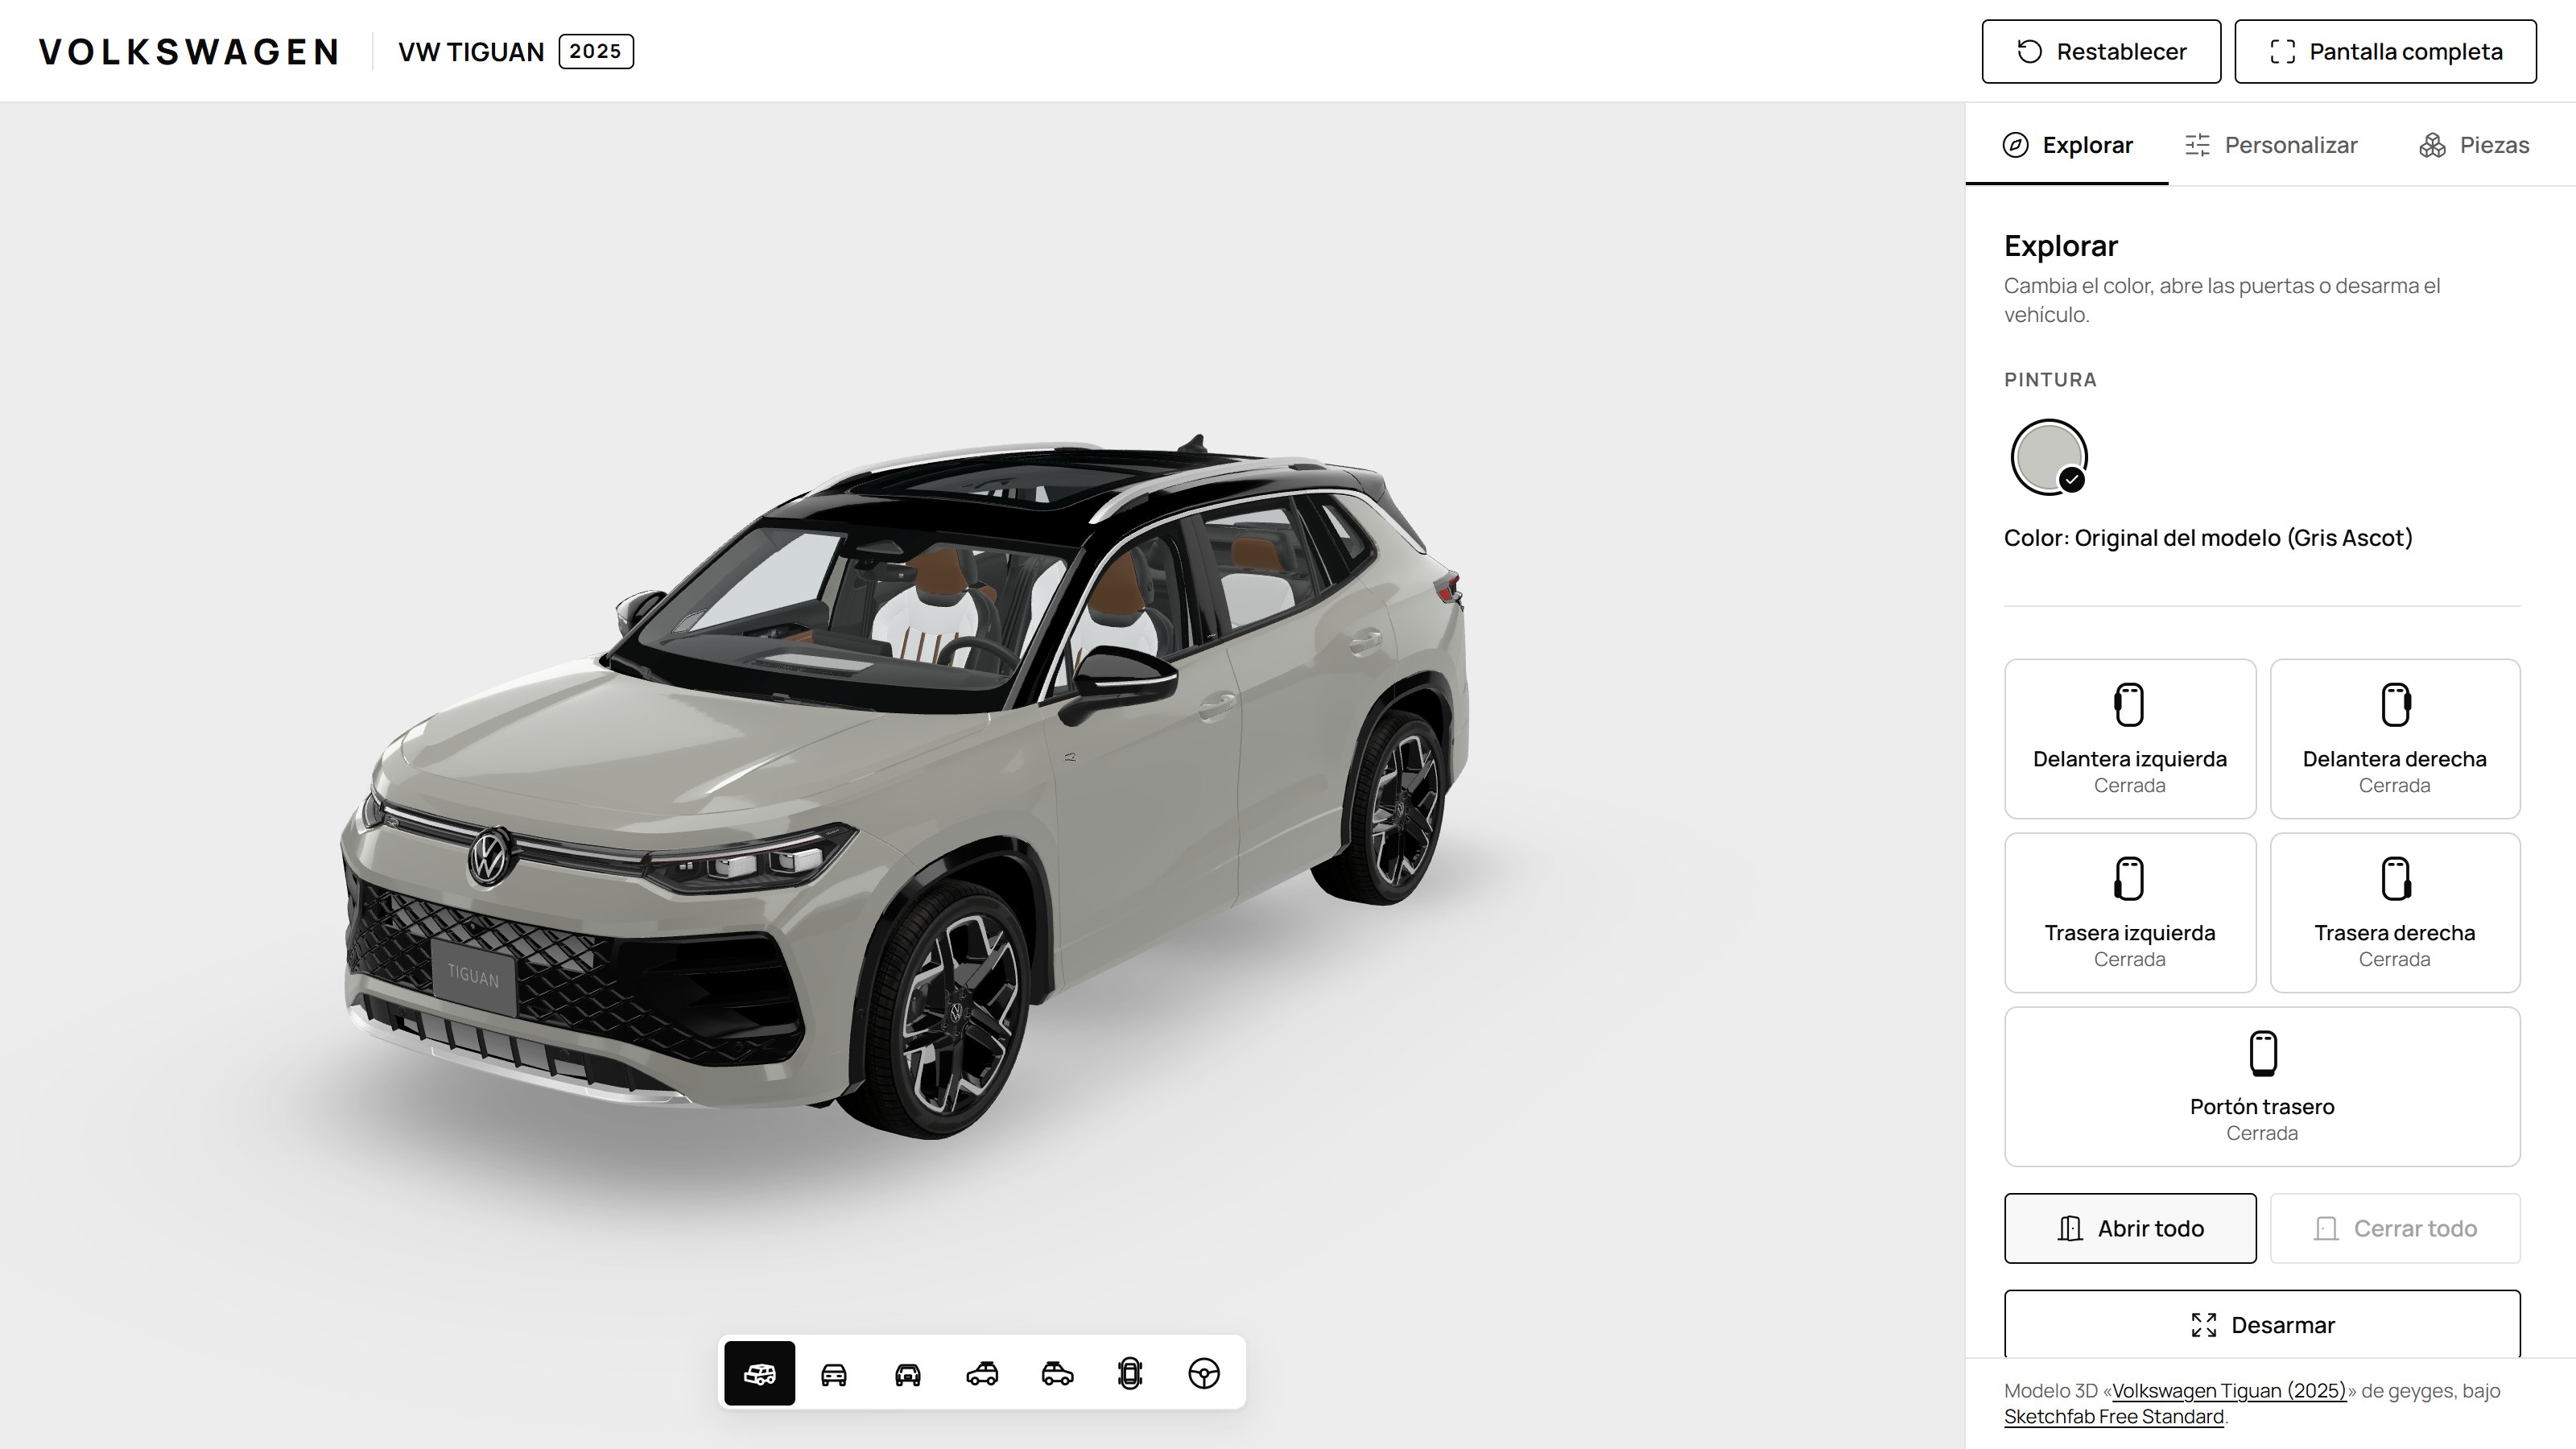 VOLKSWAGEN
VW TIGUAN 2025
Restablecer
Pantalla completa
Explorar
Personalizar
Piezas
Explorar
Cambia el color, abre las puertas o desarma el
vehículo.
PINTURA
Color: Original del modelo (Gris Ascot)
Delantera izquierda
Cerrada
Delantera derecha
Cerrada
Trasera izquierda
Cerrada
Trasera derecha
Cerrada
Portón trasero
Cerrada
Abrir todo
Cerrar todo
Desarmar
Modelo 3D «Volkswagen Tiguan (2025)» de geyges, bajo
Sketchfab Free Standard.
TIGUAN